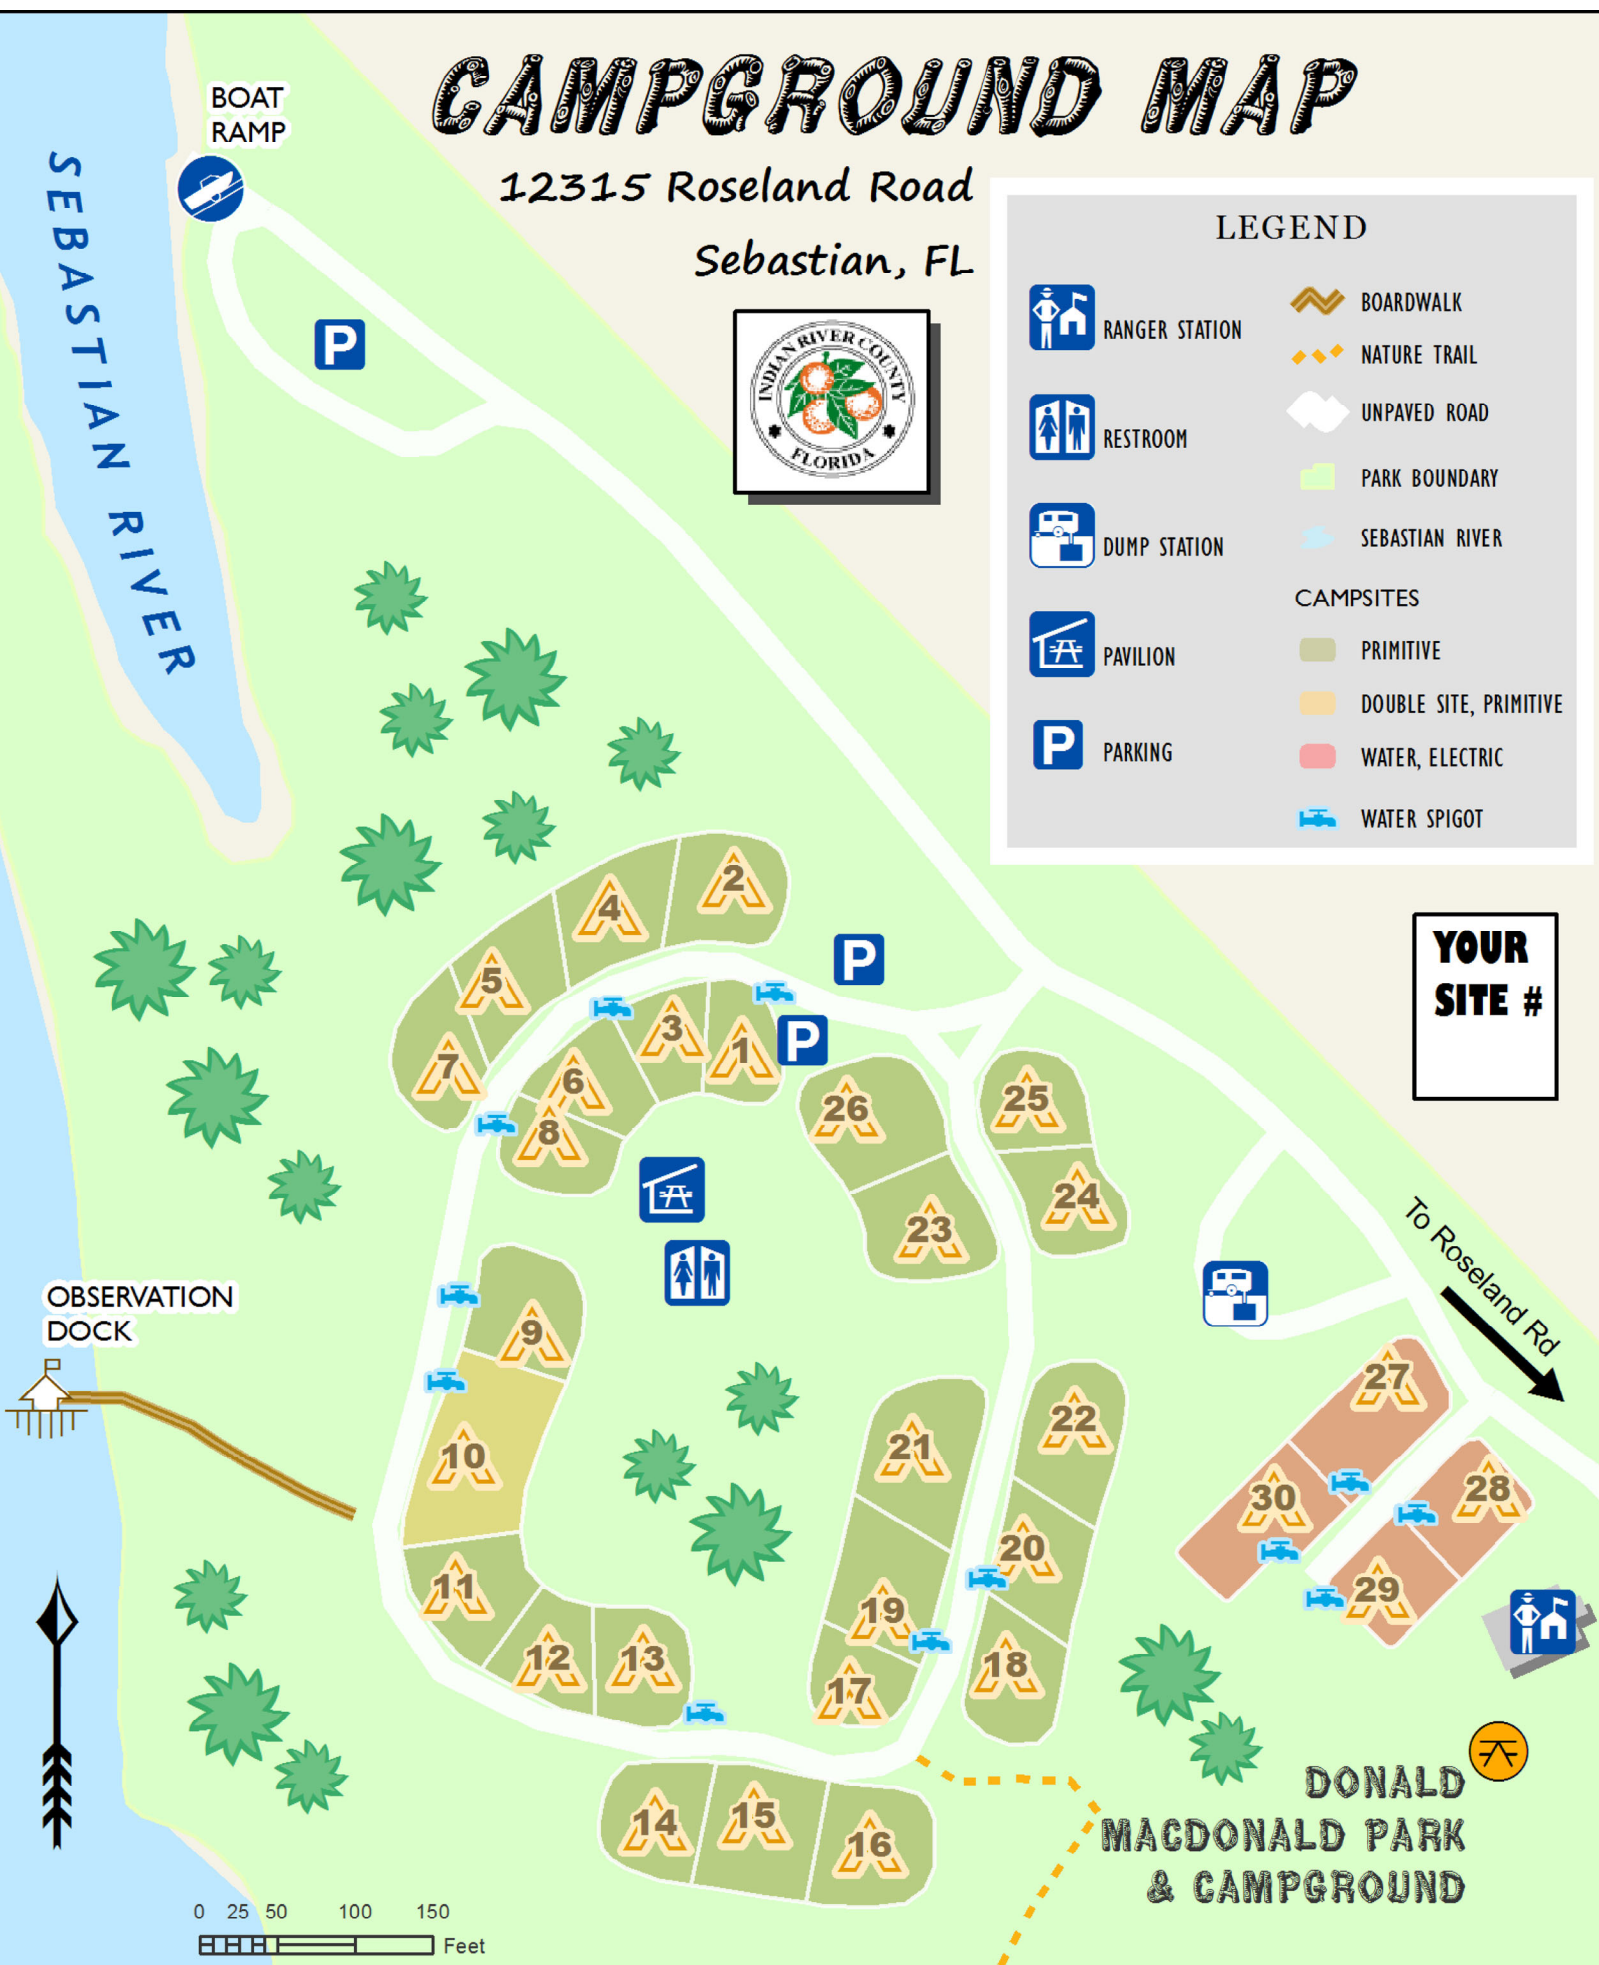 CAMPGROUND MAP
12315 Roseland Road
Sebastian, FL
BOAT
RAMP
SEBASTIAN RIVER
P
INDIAN RIVER COUNTY
FLORIDA
LEGEND
RANGER STATION
RESTROOM
DUMP STATION
PAVILION
P PARKING
BOARDWALK
NATURE TRAIL
UNPAVED ROAD
PARK BOUNDARY
SEBASTIAN RIVER
CAMPSITES
PRIMITIVE
DOUBLE SITE, PRIMITIVE
WATER, ELECTRIC
WATER SPIGOT
YOUR
SITE #
2
4
5
7
P
P
3
1
6
8
26
25
24
23
To Roseland Rd
OBSERVATION
DOCK
9
10
11
12
13
21
22
20
19
18
17
27
30
28
29
14
15
16
DONALD
MACDONALD PARK
& CAMPGROUND
0 25 50 100 150
Feet